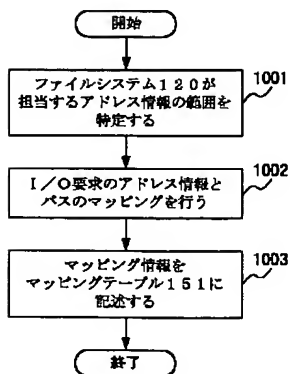 開始
ファイルシステム120が
担当するアドレス情報の範囲を
特定する
1001
I/O要求のアドレス情報と
パスのマッピングを行う
1002
マッピング情報を
マッピングテーブル151に
記述する
1003
終了